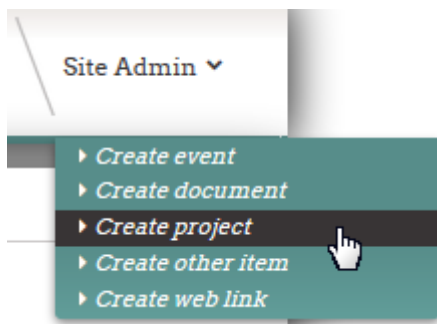 Site Admin
Create event
Create document
Create project
Create other item
Create web link